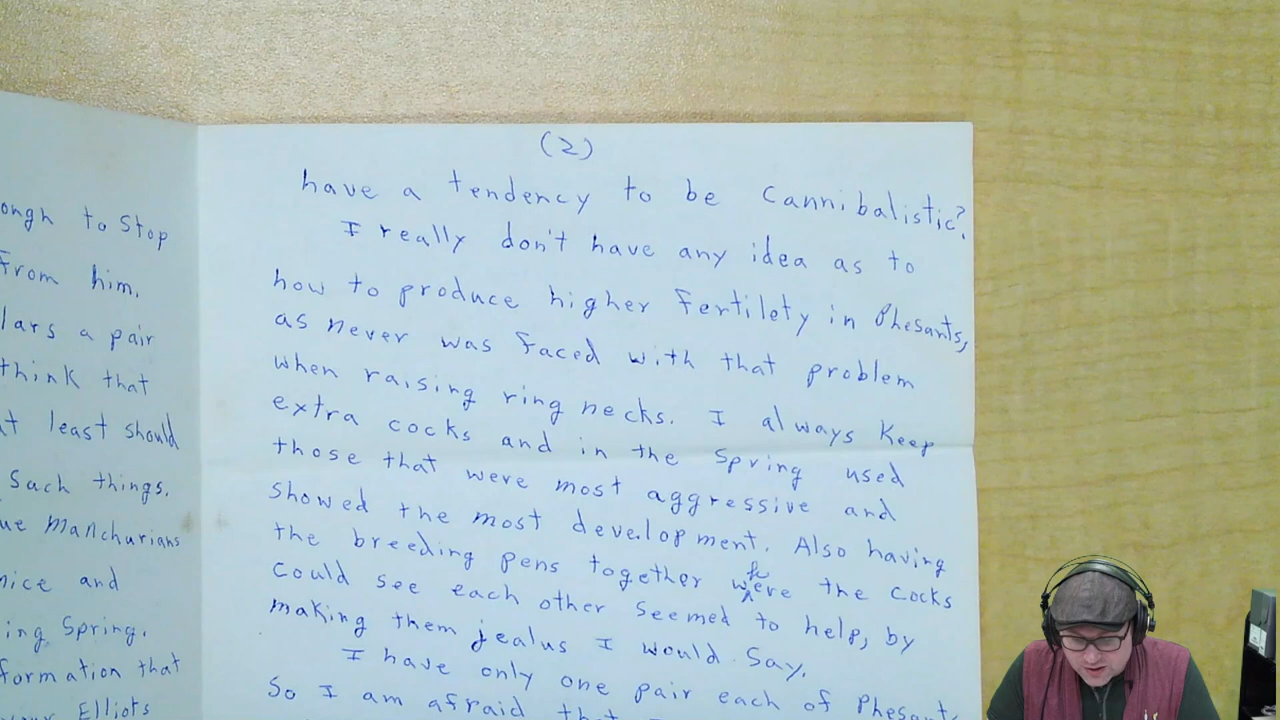 ough to Stop
From him.
lars a pair
think that
at least should
Such things.
ue Manchurians
nice and
ing Spring.
formation that
your Elliots
(2)
have a tendency to be Cannibalistic?
I really don't have any idea as to
how to produce higher Fertilety in Phesants,
as never was faced with that problem
when raising ring necks. I always Keep
extra cocks and in the Spring used
those that were most aggressive and
Showed the most development. Also having
the breeding pens together where the cocks
could see each other seemed to help, by
making them jealus I would Say.
I have only one pair each of Phesants
So I am afraid that